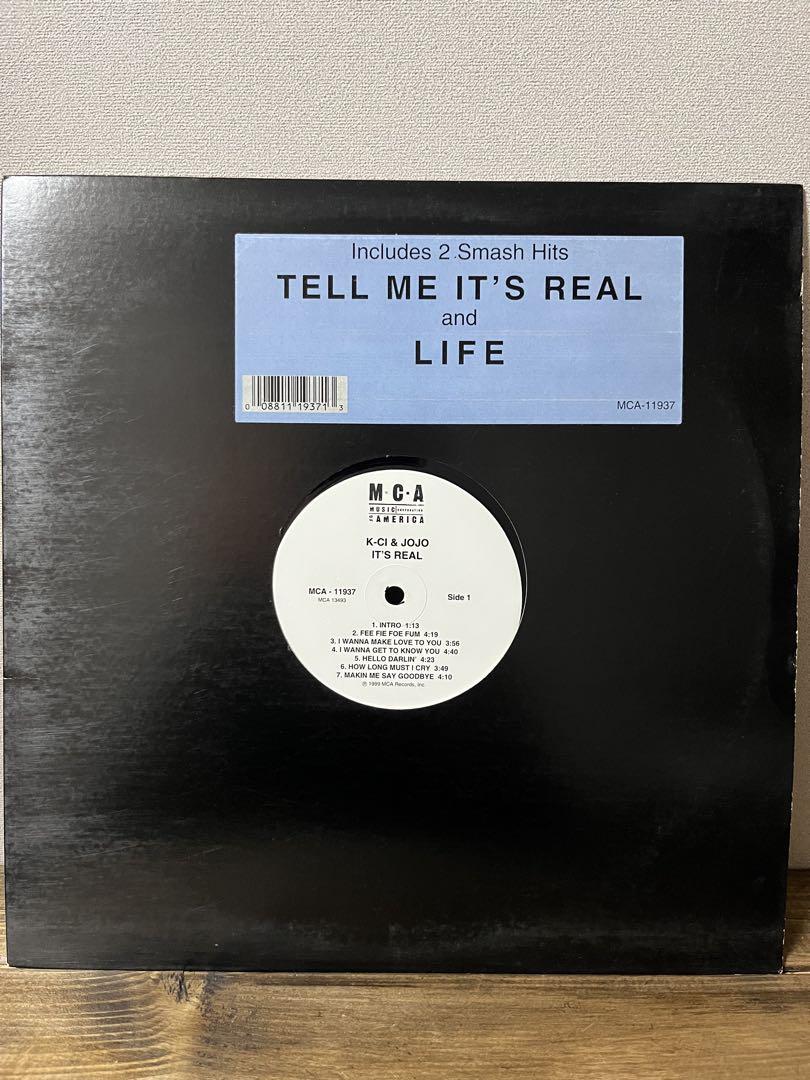 Includes 2 Smash Hits
TELL ME IT'S REAL
and
LIFE
0 08811 19371 3
MCA-11937
M·C·A
MUSIC CORPORATION
OF AMERICA
K-CI & JOJO
IT'S REAL
MCA - 11937
MCA 13493
Side 1
1. INTRO 1:13
2. FEE FIE FOE FUM 4:19
3. I WANNA MAKE LOVE TO YOU 3:56
4. I WANNA GET TO KNOW YOU 4:40
5. HELLO DARLIN' 4:23
6. HOW LONG MUST I CRY 3:49
7. MAKIN ME SAY GOODBYE 4:10
℗ 1999 MCA Records, Inc.